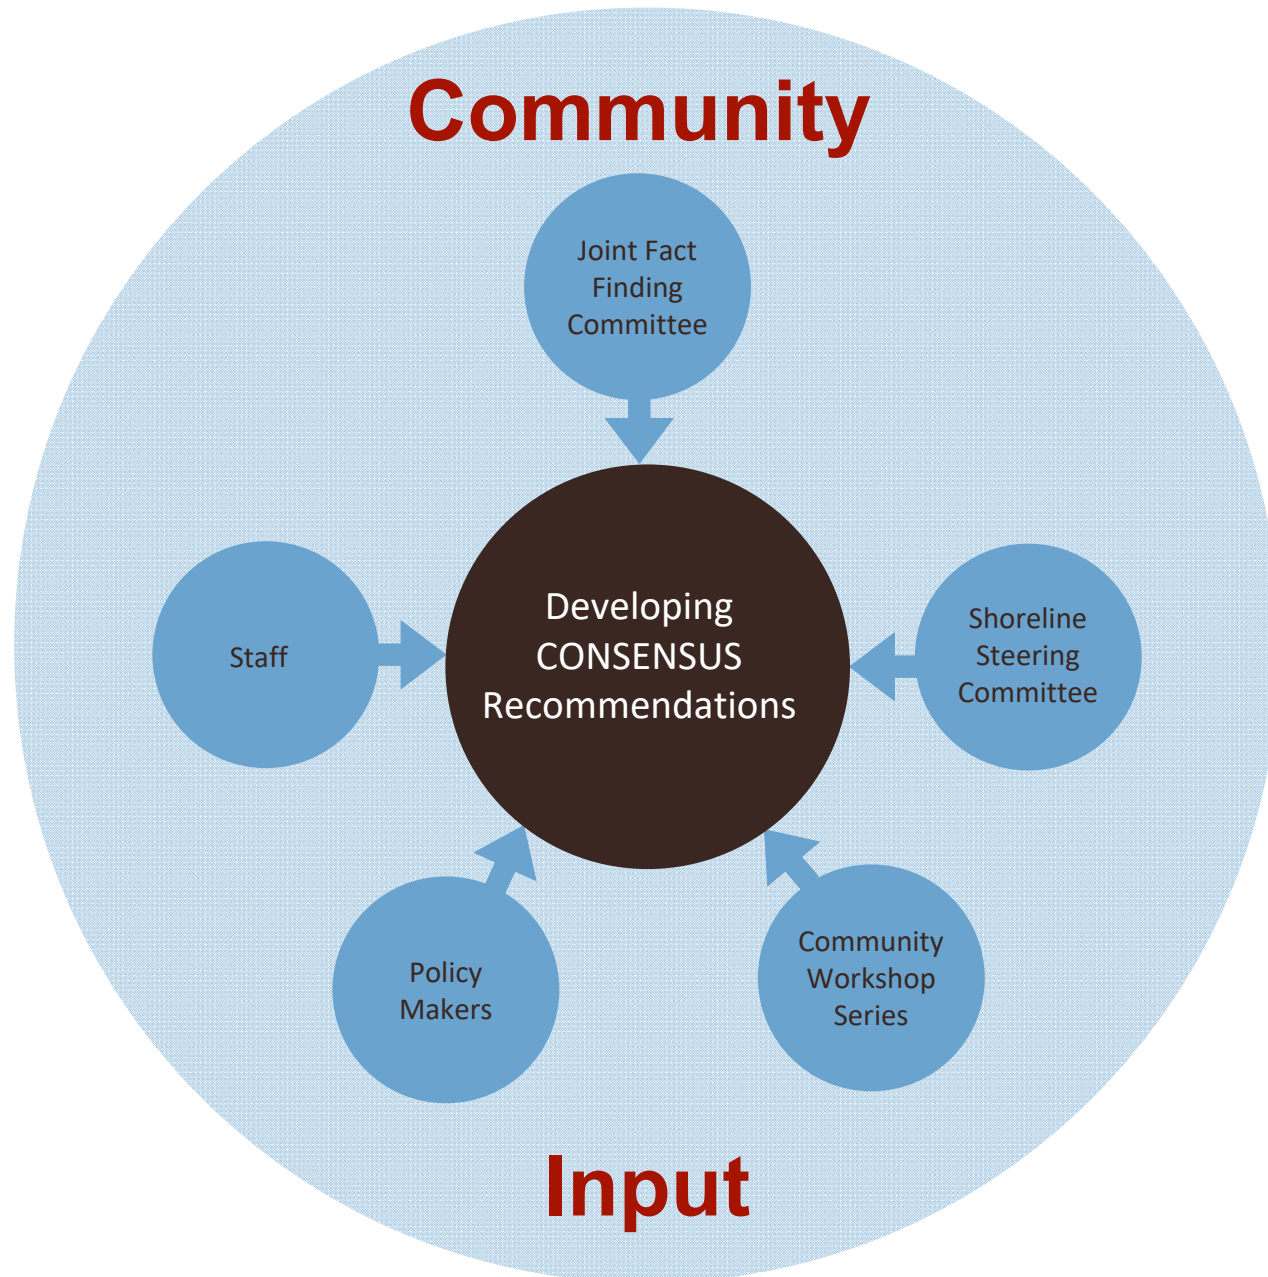 Community
Joint Fact
Finding
Committee
Developing
CONSENSUS
Recommendations
Staff
Shoreline
Steering
Committee
Policy
Makers
Community
Workshop
Series
Input